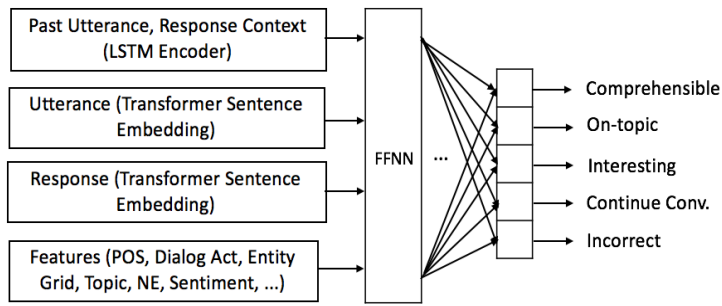 Past Utterance, Response Context
(LSTM Encoder)
Utterance (Transformer Sentence
Embedding)
Response (Transformer Sentence
Embedding)
Features (POS, Dialog Act, Entity
Grid, Topic, NE, Sentiment, ...)
FFNN
...
Comprehensible
On-topic
Interesting
Continue Conv.
Incorrect